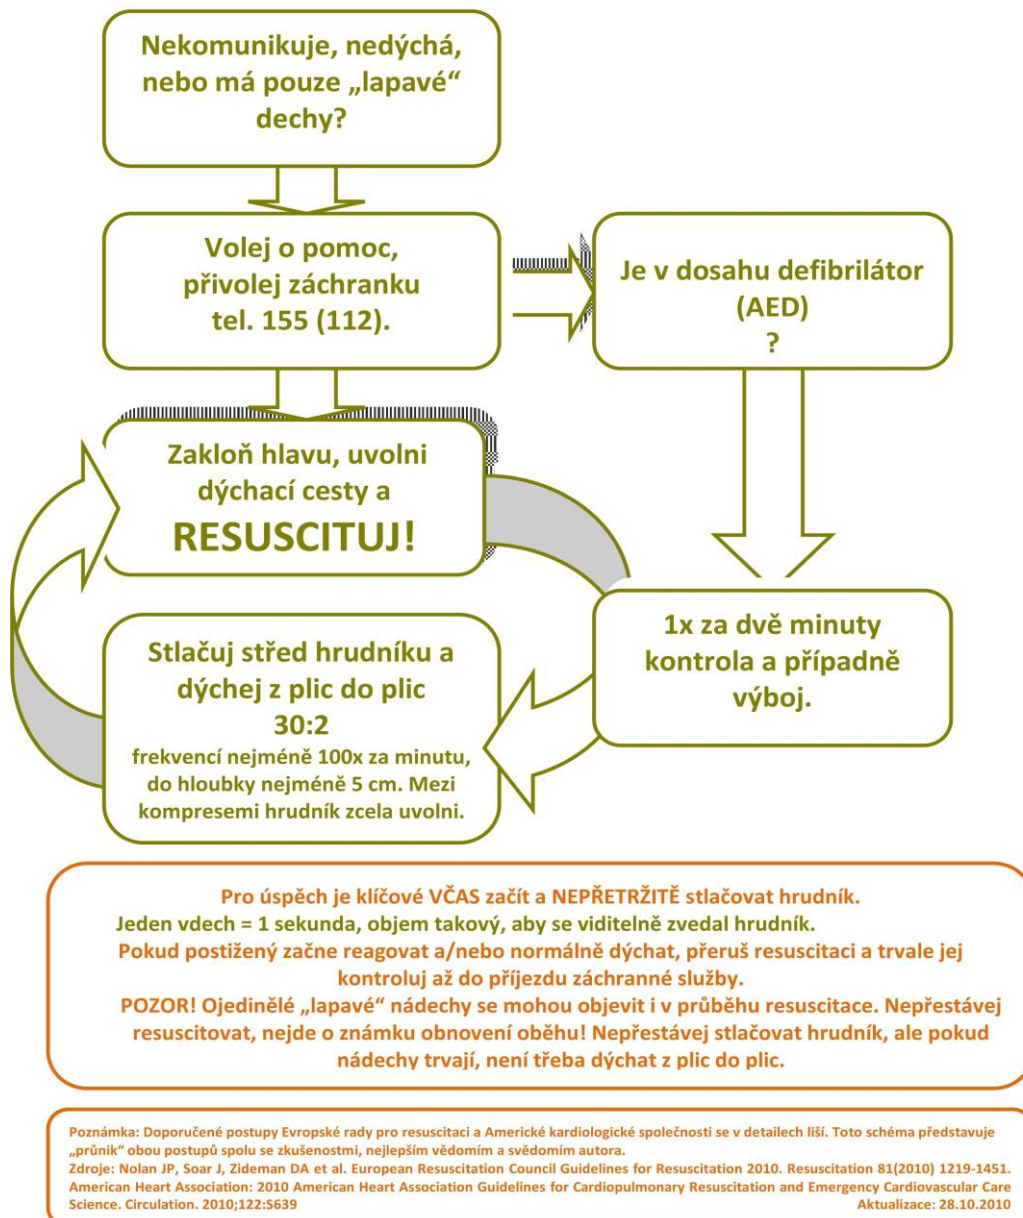 Nekomunikuje, nedýchá,
nebo má pouze „lapavé“
dechy?
Volej o pomoc,
přivolej záchranku
tel. 155 (112).
Je v dosahu defibrilátor
(AED)
?
Zakloň hlavu, uvolni
dýchací cesty a
RESUSCITUJ!
1x za dvě minuty
kontrola a případně
výboj.
Stlačuj střed hrudníku a
dýchej z plic do plic
30:2
frekvencí nejméně 100x za minutu,
do hloubky nejméně 5 cm. Mezi
kompresemi hrudník zcela uvolni.
Pro úspěch je klíčové VČAS začít a NEPŘETRŽITĚ stlačovat hrudník.
Jeden vdech = 1 sekunda, objem takový, aby se viditelně zvedal hrudník.
Pokud postižený začne reagovat a/nebo normálně dýchat, přeruš resuscitaci a trvale jej
kontroluj až do příjezdu záchranné služby.
POZOR! Ojedinělé „lapavé“ nádechy se mohou objevit i v průběhu resuscitace. Nepřestávej
resuscitovat, nejde o známku obnovení oběhu! Nepřestávej stlačovat hrudník, ale pokud
nádechy trvají, není třeba dýchat z plic do plic.
Poznámka: Doporučené postupy Evropské rady pro resuscitaci a Americké kardiologické společnosti se v detailech liší. Toto schéma představuje
„průnik“ obou postupů spolu se zkušenostmi, nejlepším vědomím a svědomím autora.
Zdroje: Nolan JP, Soar J, Zideman DA et al. European Resuscitation Council Guidelines for Resuscitation 2010. Resuscitation 81(2010) 1219-1451.
American Heart Association: 2010 American Heart Association Guidelines for Cardiopulmonary Resuscitation and Emergency Cardiovascular Care
Science. Circulation. 2010;122:S639 Aktualizace: 28.10.2010